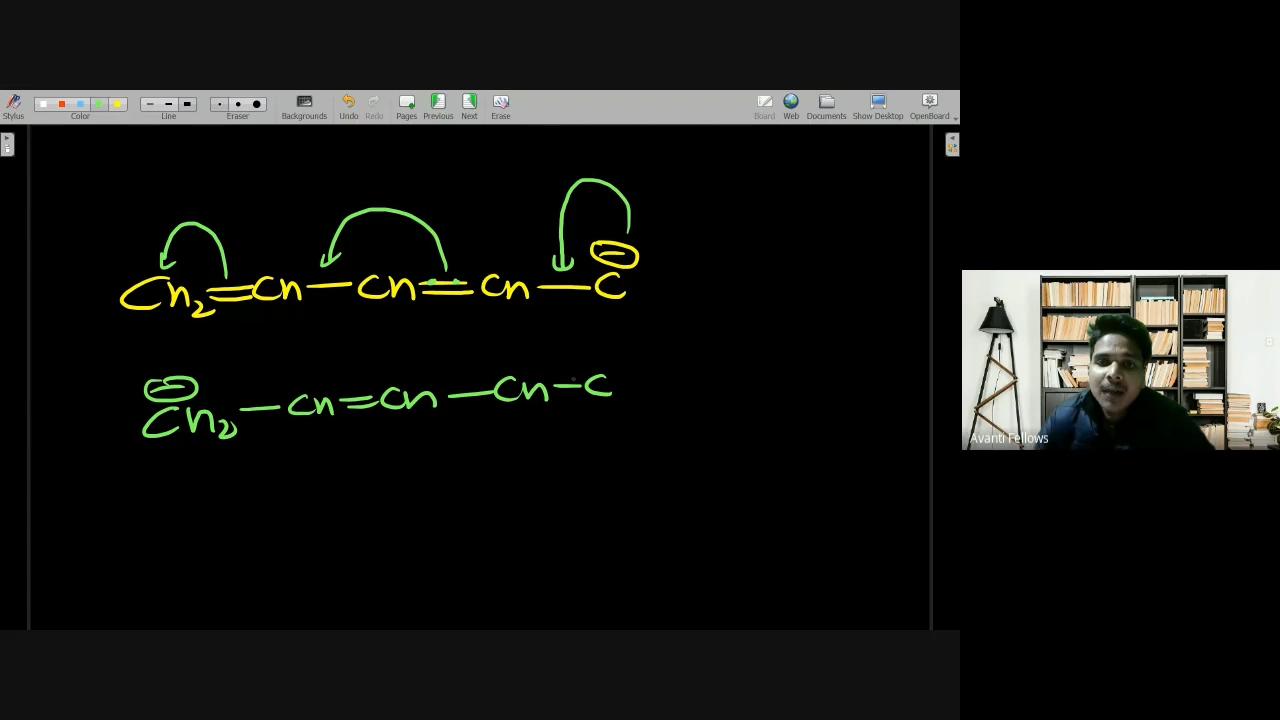 Stylus Color Line Eraser Backgrounds Undo Redo Pages Previous Next Erase Board Web Documents Show Desktop OpenBoard
CH₂=CH—CH=CH—C⊖
⊖
CH₂—CH=CH—CH—C
Avanti Fellows